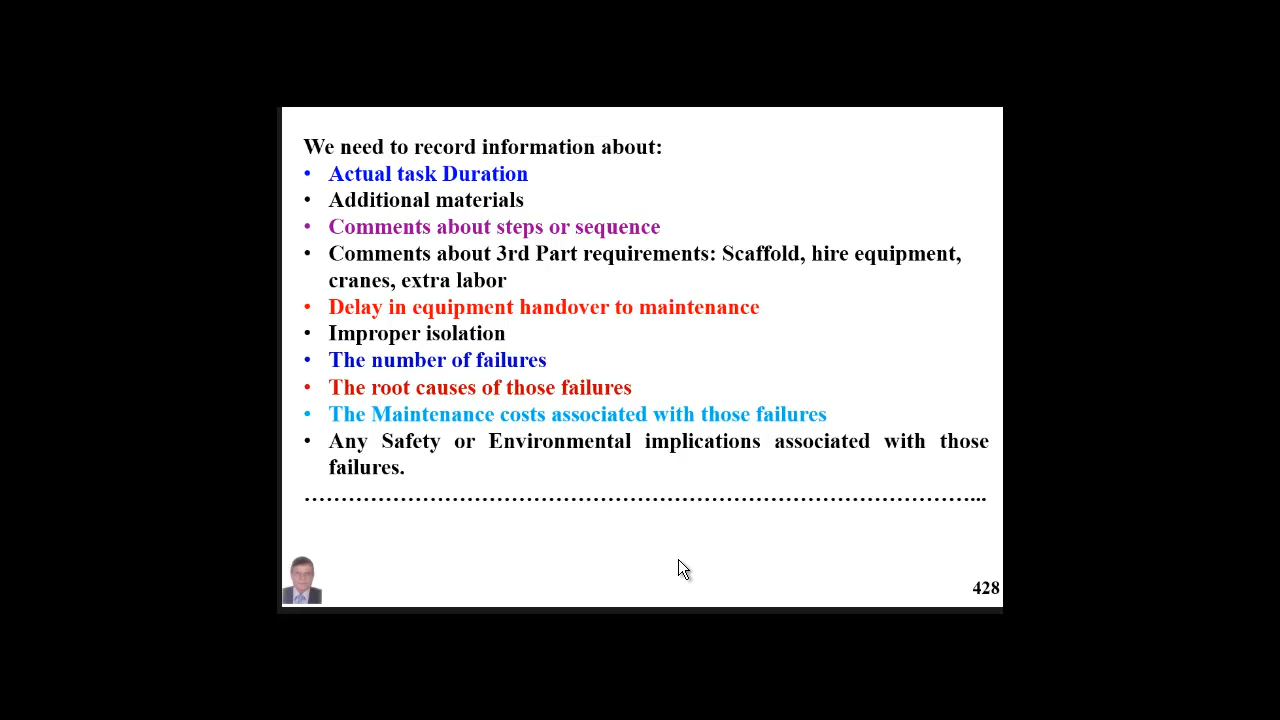 We need to record information about:
• Actual task Duration
• Additional materials
• Comments about steps or sequence
• Comments about 3rd Part requirements: Scaffold, hire equipment,
cranes, extra labor
• Delay in equipment handover to maintenance
• Improper isolation
• The number of failures
• The root causes of those failures
• The Maintenance costs associated with those failures
• Any Safety or Environmental implications associated with those
failures.
…………………………………………………………………………………...
428